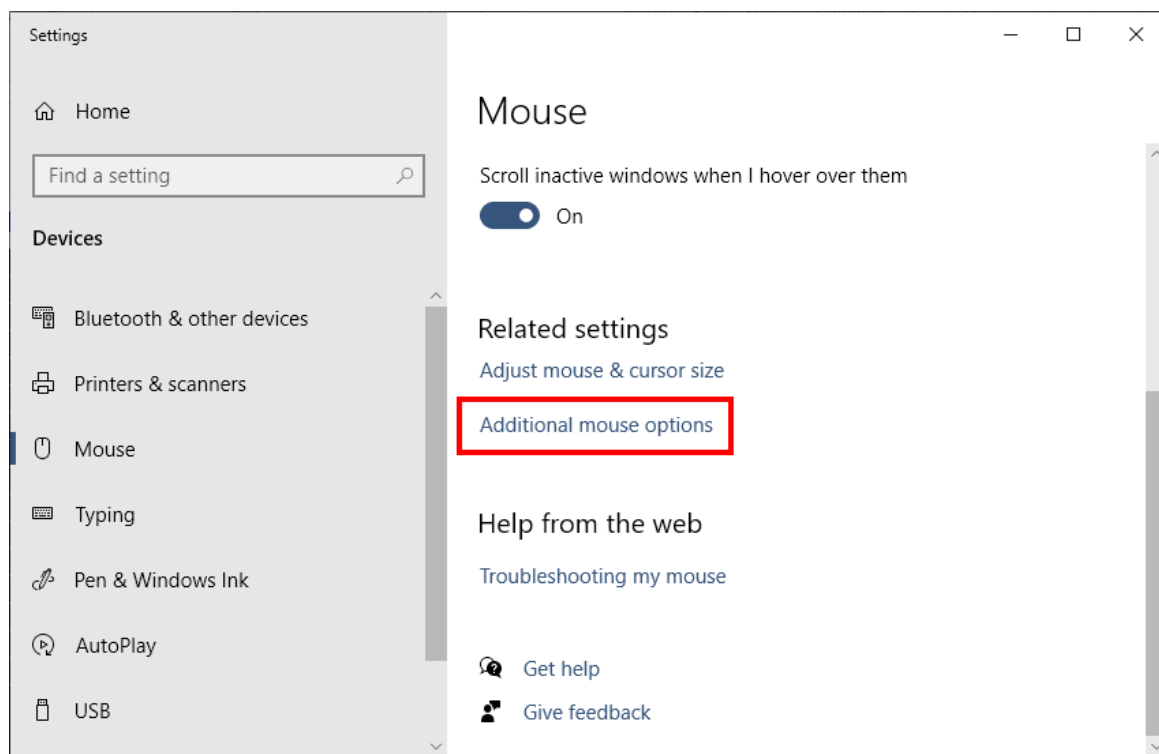 Settings
Home
Find a setting
Devices
Bluetooth & other devices
Printers & scanners
Mouse
Typing
Pen & Windows Ink
AutoPlay
USB
Mouse
Scroll inactive windows when I hover over them
On
Related settings
Adjust mouse & cursor size
Additional mouse options
Help from the web
Troubleshooting my mouse
Get help
Give feedback